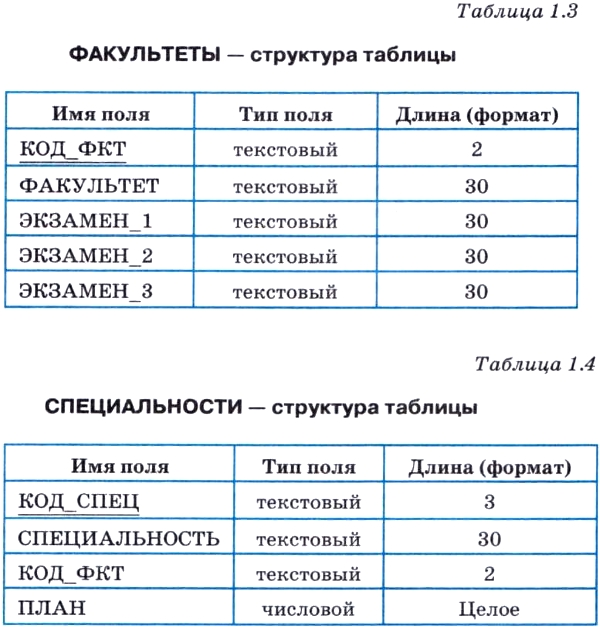 Таблица 1.3
ФАКУЛЬТЕТЫ — структура таблицы
Имя поля Тип поля Длина (формат)
КОД_ФКТ текстовый 2
ФАКУЛЬТЕТ текстовый 30
ЭКЗАМЕН_1 текстовый 30
ЭКЗАМЕН_2 текстовый 30
ЭКЗАМЕН_3 текстовый 30
Таблица 1.4
СПЕЦИАЛЬНОСТИ — структура таблицы
Имя поля Тип поля Длина (формат)
КОД_СПЕЦ текстовый 3
СПЕЦИАЛЬНОСТЬ текстовый 30
КОД_ФКТ текстовый 2
ПЛАН числовой Целое